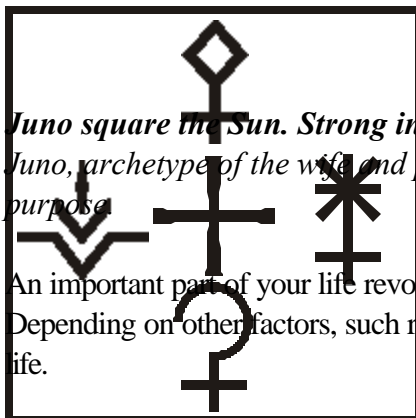 Juno square the Sun. Strong in
Juno, archetype of the wife and
purpose.
An important part of your life revo
Depending on other factors, such
life.